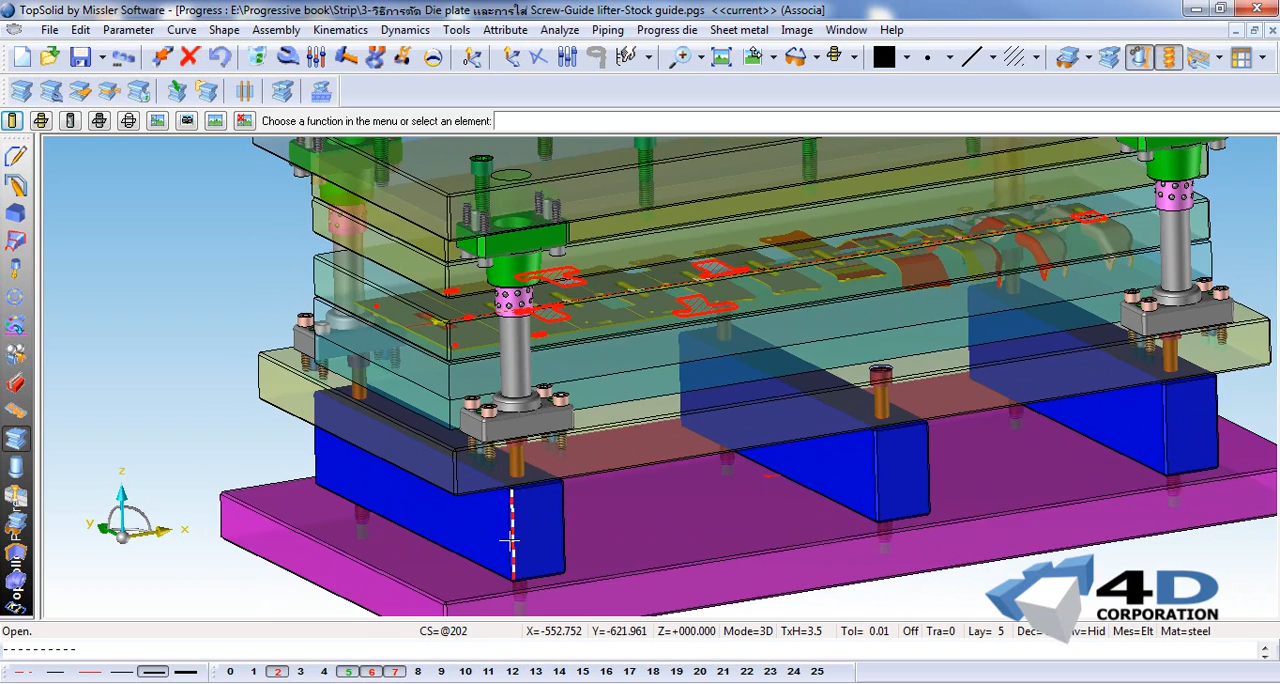 TopSolid by Missler Software - [Progress : E:\Progressive book\Strip\3-วิธีการตัด Die plate และการใส่ Screw-Guide lifter-Stock guide.pgs <<current>> (Associa]
File Edit Parameter Curve Shape Assembly Kinematics Dynamics Tools Attribute Analyze Piping Progress die Sheet metal Image Window Help
Choose a function in the menu or select an element:
z
y
x
4D
CORPORATION
Open. CS=@202 X=-552.752 Y=-621.961 Z=+000.000 Mode=3D TxH=3.5 Tol= 0.01 Off Tra=0 Lay= 5 Mes=Elt Mat=steel
----------
0 1 2 3 4 5 6 7 8 9 10 11 12 13 14 15 16 17 18 19 20 21 22 23 24 25